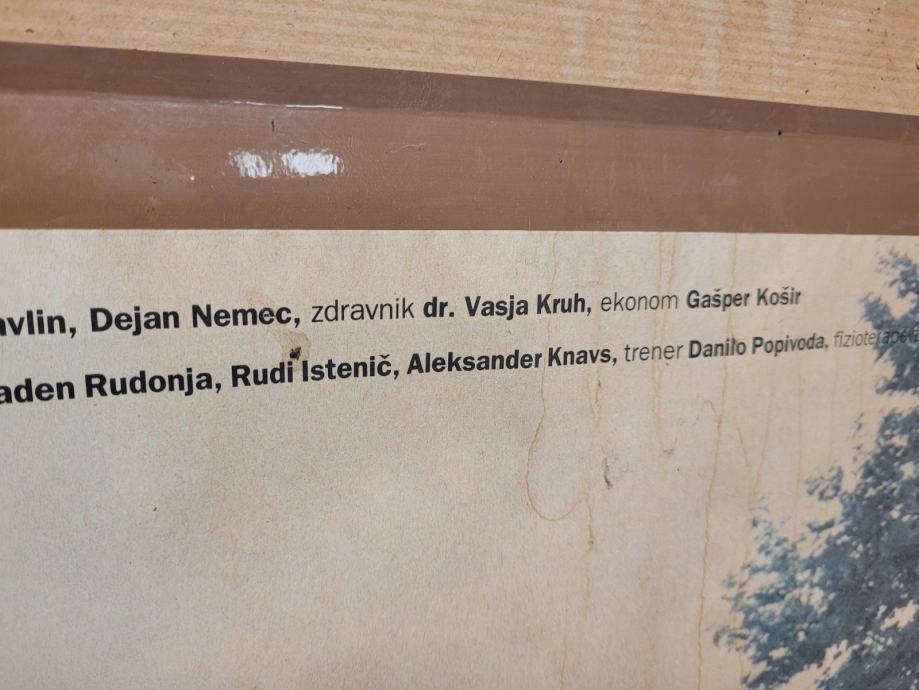 avlin, Dejan Nemec, zdravnik dr. Vasja Kruh, ekonom Gašper Košir
aden Rudonja, Rudi Istenič, Aleksander Knavs, trener Danilo Popivoda,